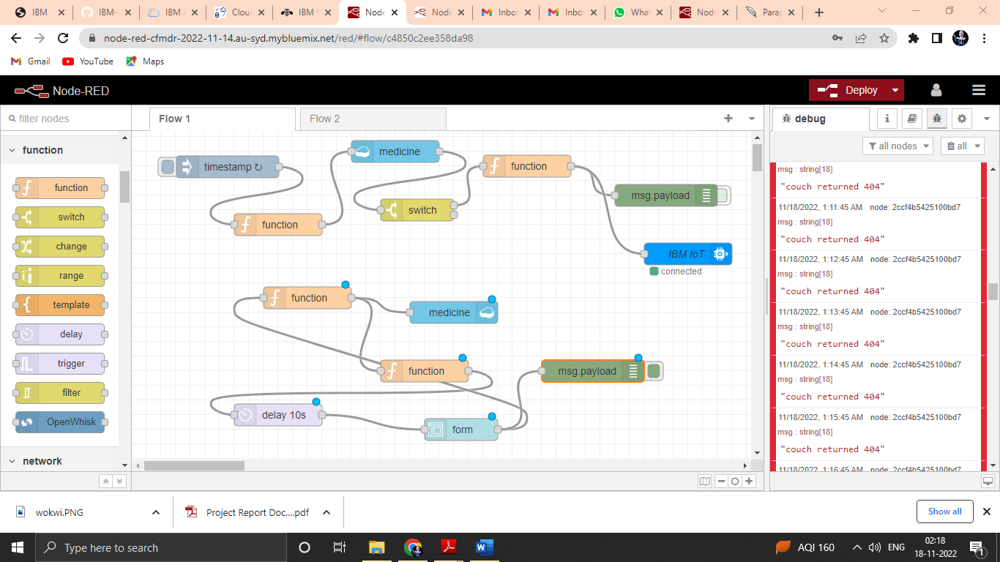 IBM
IBM-
IBM
Clou
IBM
Node
Node
Inbo
Inbo
What
Node
Para
node-red-cfmdr-2022-11-14.au-syd.mybluemix.net/red/#flow/c4850c2ee358da98
Gmail
YouTube
Maps
Node-RED
Deploy
filter nodes
Flow 1
Flow 2
debug
i
all nodes
all
function
function
switch
change
range
template
delay
trigger
filter
OpenWhisk
network
timestamp ↻
medicine
function
function
switch
msg.payload
IBM IoT
connected
function
medicine
function
msg.payload
delay 10s
form
msg : string[18]
"couch returned 404"
11/18/2022, 1:11:45 AM node: 2ccf4b5425100bd7
msg : string[18]
"couch returned 404"
11/18/2022, 1:12:45 AM node: 2ccf4b5425100bd7
msg : string[18]
"couch returned 404"
11/18/2022, 1:13:45 AM node: 2ccf4b5425100bd7
msg : string[18]
"couch returned 404"
11/18/2022, 1:14:45 AM node: 2ccf4b5425100bd7
msg : string[18]
"couch returned 404"
11/18/2022, 1:15:45 AM node: 2ccf4b5425100bd7
msg : string[18]
"couch returned 404"
11/18/2022, 1:16:45 AM node: 2ccf4b5425100bd7
wokwi.PNG
Project Report Doc....pdf
Show all
Type here to search
AQI 160
ENG
02:18
18-11-2022
1